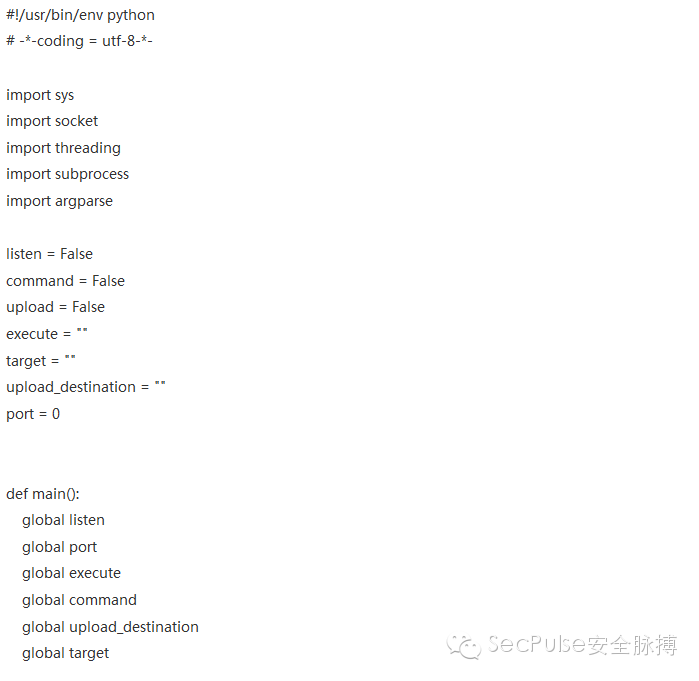 #!/usr/bin/env python
# -*-coding = utf-8-*-
import sys
import socket
import threading
import subprocess
import argparse
listen = False
command = False
upload = False
execute = ""
target = ""
upload_destination = ""
port = 0
def main():
    global listen
    global port
    global execute
    global command
    global upload_destination
    global target
SecPulse安全脉搏